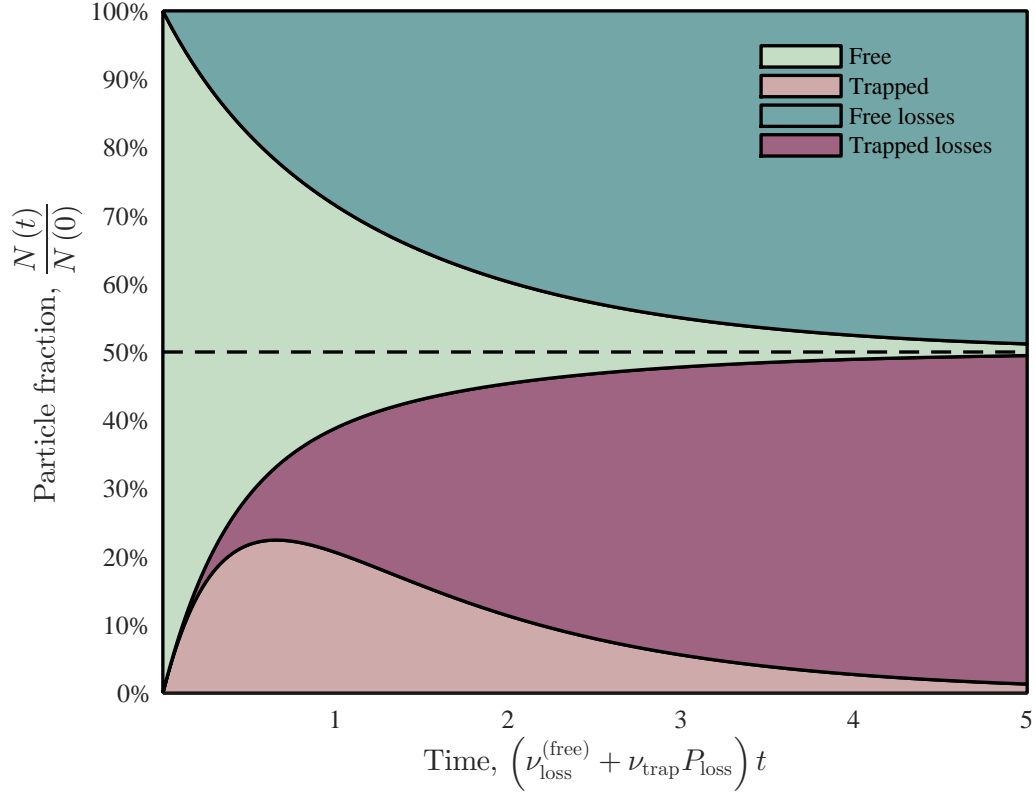 100%
90%
80%
70%
60%
50%
40%
30%
20%
10%
0%
Particle fraction, N(t)/N(0)
Free
Trapped
Free losses
Trapped losses
1 2 3 4 5
Time, (ν_loss^(free) + ν_trap P_loss) t